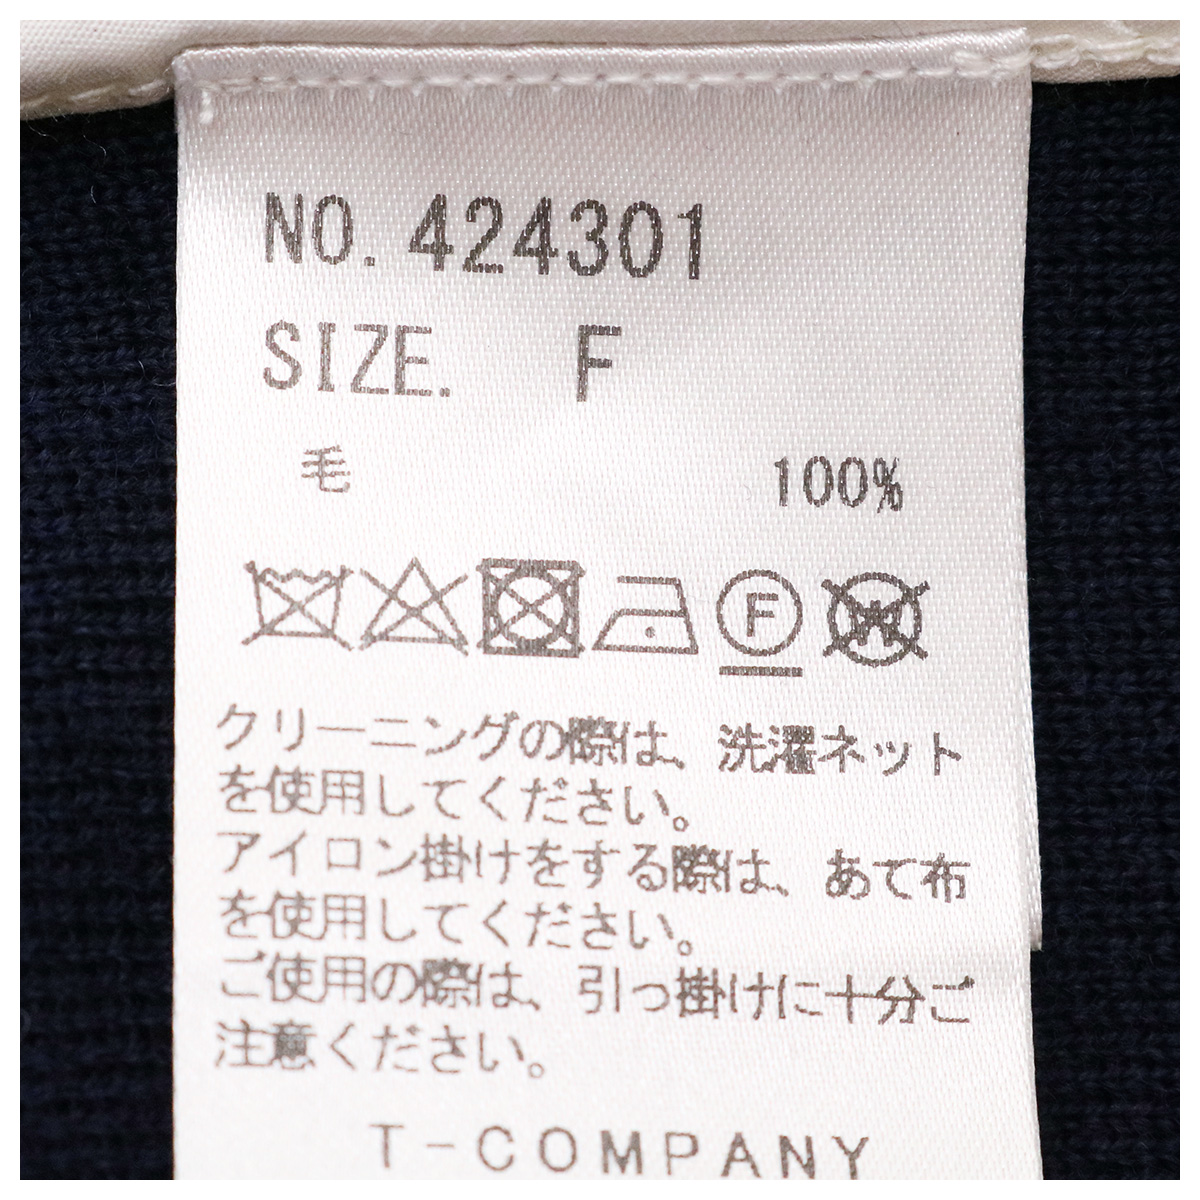 NO. 424301
SIZE. F
毛 100%
F
W
クリーニングの際は、洗濯ネット
を使用してください。
アイロン掛けをする際は、あて布
を使用してください。
ご使用の際は、引っ掛けに十分ご
注意ください。
T-COMPANY